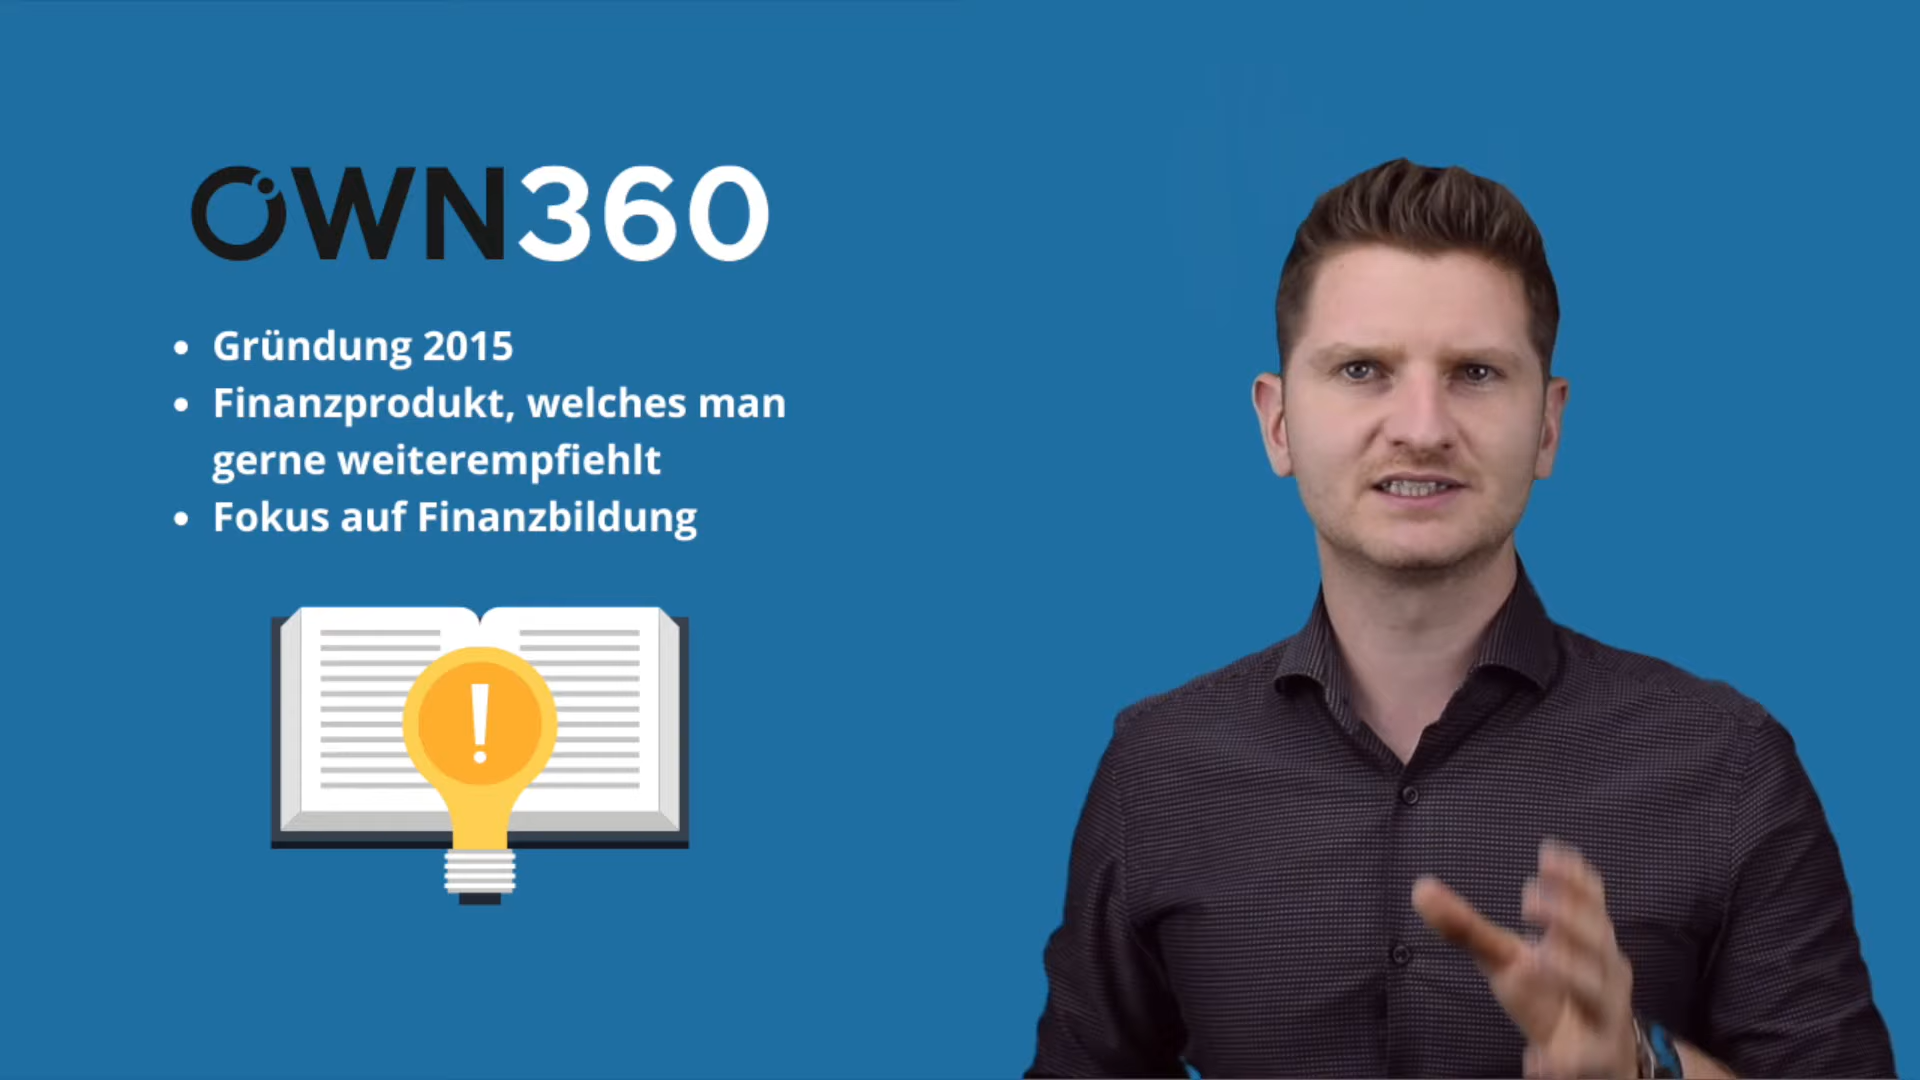 OWN360
• Gründung 2015
• Finanzprodukt, welches man
gerne weiterempfiehlt
• Fokus auf Finanzbildung
!